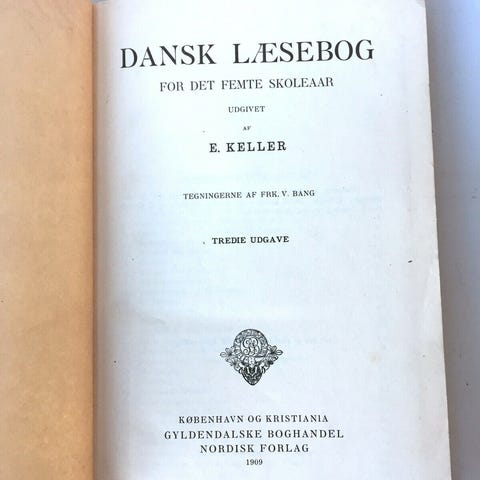 DANSK LÆSEBOG
FOR DET FEMTE SKOLEAAR
UDGIVET
AF
E. KELLER
TEGNINGERNE AF FRK. V. BANG
TREDIE UDGAVE
KØBENHAVN OG KRISTIANIA
GYLDENDALSKE BOGHANDEL
NORDISK FORLAG
1909